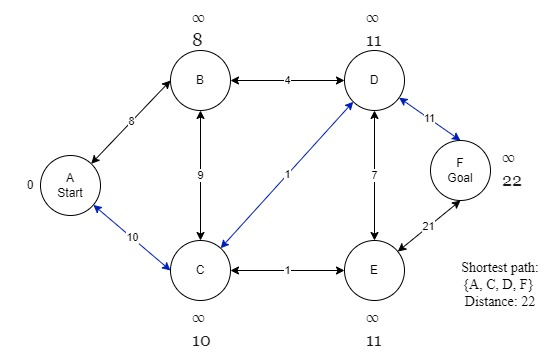 ∞
8
∞
11
B
4
D
8
11
A
Start
0
9
1
7
F
Goal
∞
22
10
21
C
1
E
Shortest path:
{A, C, D, F}
Distance: 22
∞
10
∞
11